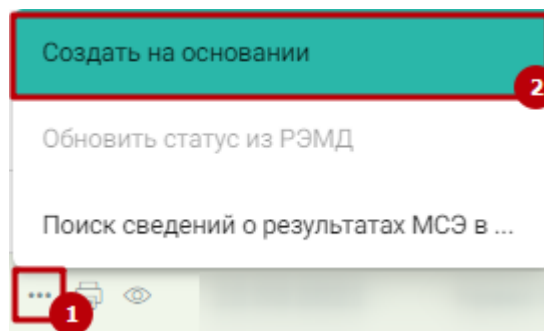 Создать на основании
2
Обновить статус из РЭМД
Поиск сведений о результатах МСЭ в ...
... 1